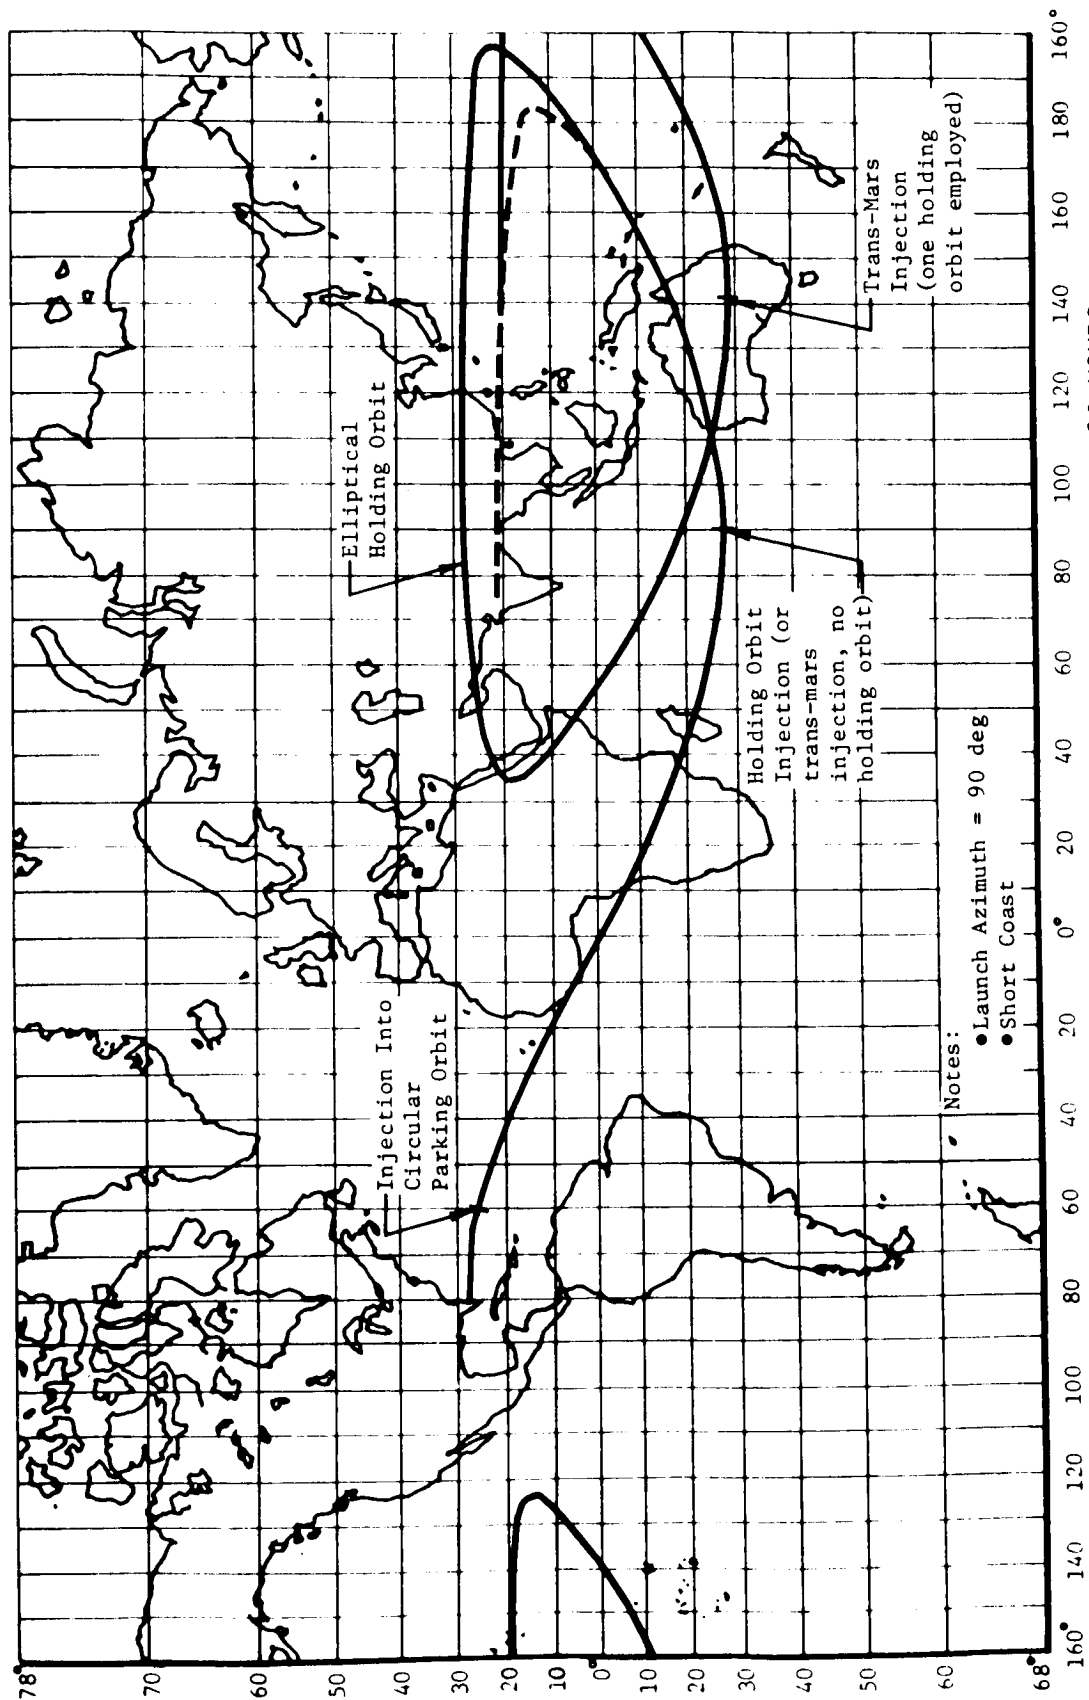 78°
70
60
50
40
30
20
10
0°
10
20
30
40
50
60
68°
160°
140
120
100
80
60
40
20
0°
20
40
60
80
100
120
140
160
180
160°
Injection Into
Circular
Parking Orbit
Elliptical
Holding Orbit
Holding Orbit
Injection (or
trans-mars
injection, no
holding orbit)
Trans-Mars
Injection
(one holding
orbit employed)
Notes:
●Launch Azimuth = 90 deg
●Short Coast